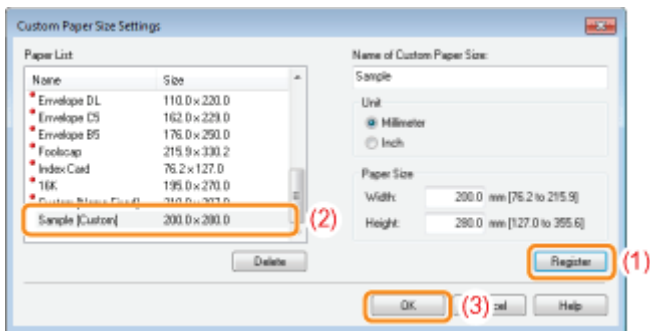 Custom Paper Size Settings
Paper List
Name Size
Envelope DL 110.0 x 220.0
Envelope C5 162.0 x 229.0
Envelope B5 176.0 x 250.0
Foolscap 215.9 x 330.2
Index Card 76.2 x 127.0
16K 195.0 x 270.0
Sample [Custom] 200.0 x 280.0
(2)
Delete
Name of Custom Paper Size:
Sample
Unit
Millimeter
Inch
Paper Size
Width: 200.0 mm [76.2 to 215.9]
Height: 280.0 mm [127.0 to 355.6]
Register (1)
OK (3) Help